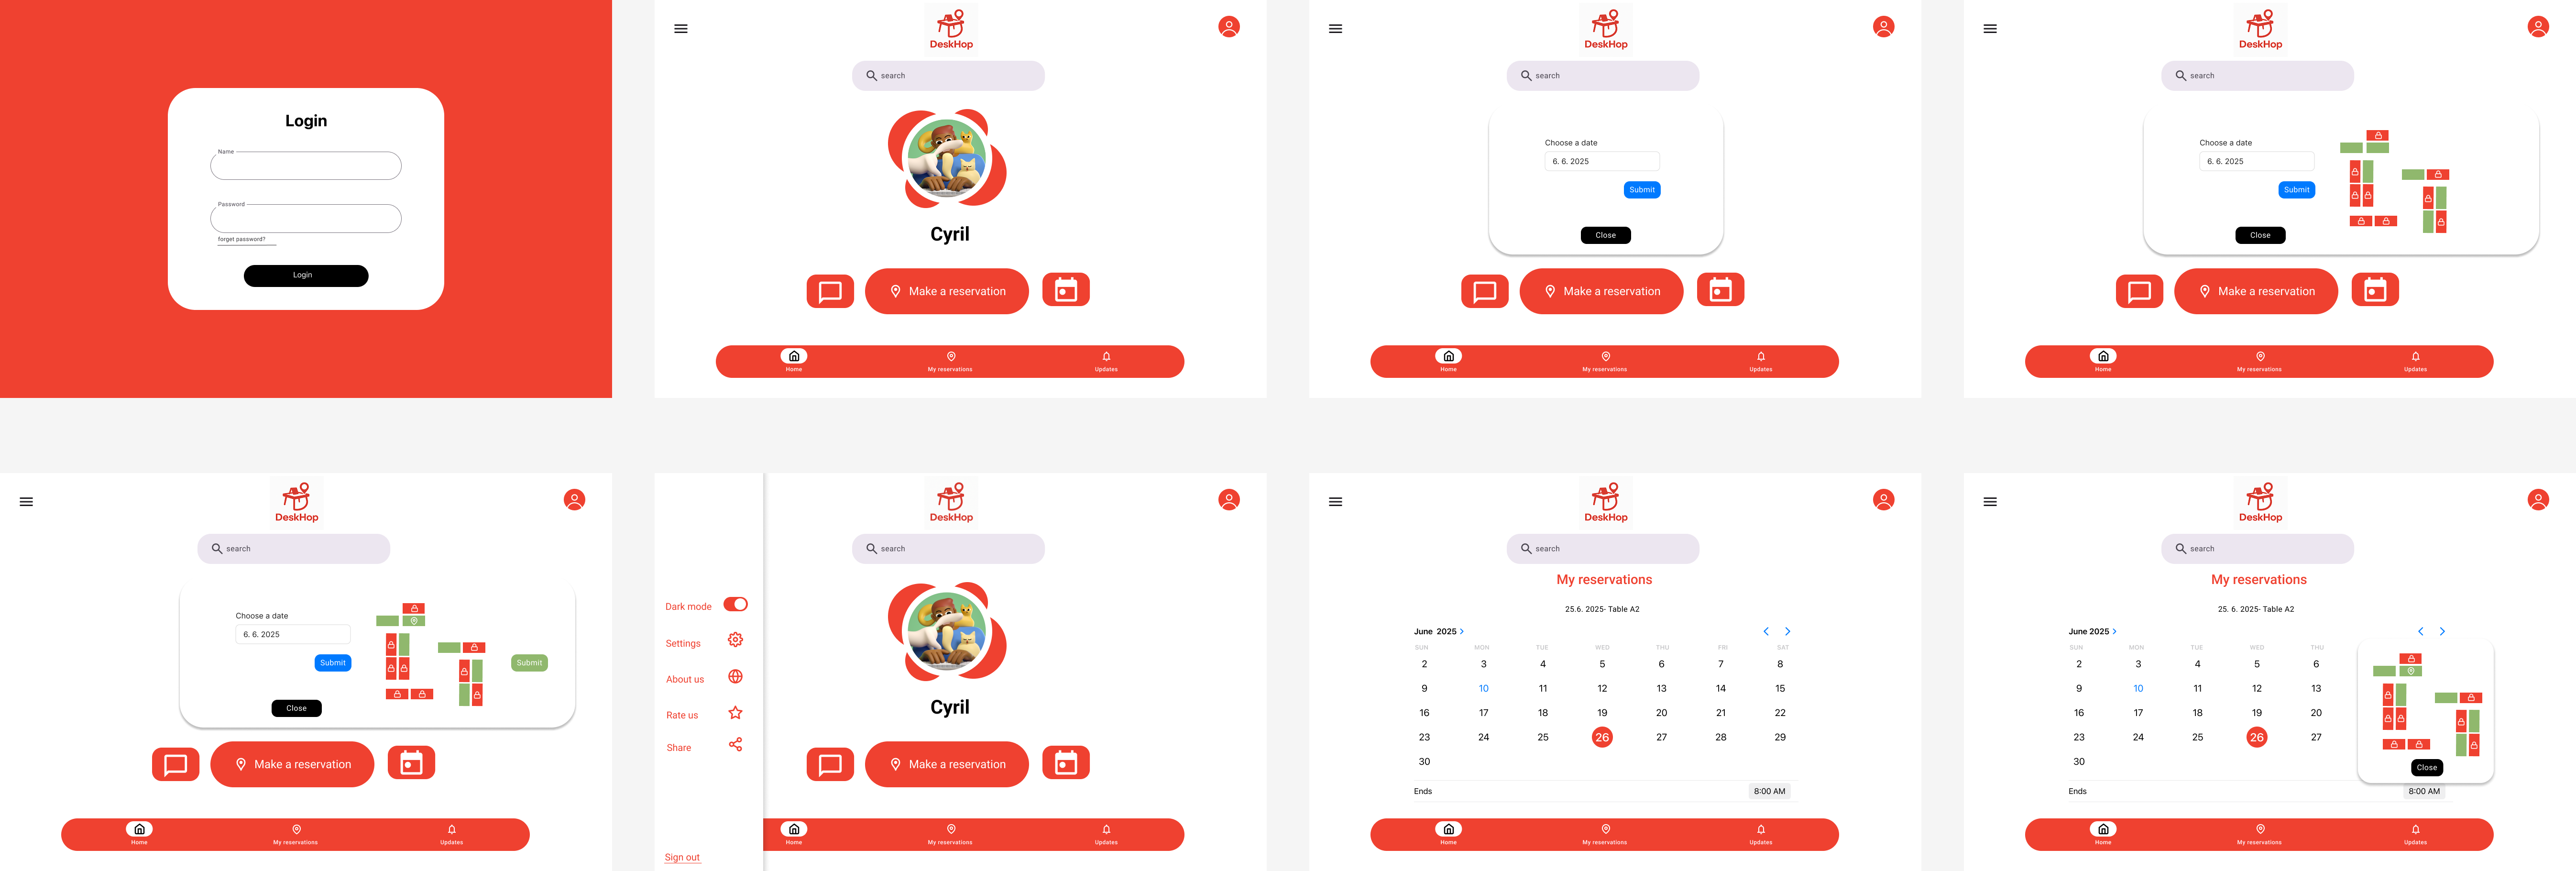 Login
Name
Password
forget password?
Login
DeskHop
search
Cyril
Make a reservation
Home
My reservations
Updates
DeskHop
search
Choose a date
6. 6. 2025
Submit
Close
Make a reservation
Home
My reservations
Updates
DeskHop
search
Choose a date
6. 6. 2025
Submit
Close
Make a reservation
Home
My reservations
Updates
DeskHop
search
Choose a date
6. 6. 2025
Submit
Submit
Close
Make a reservation
Home
My reservations
Updates
DeskHop
search
Dark mode
Settings
About us
Rate us
Share
Sign out
Cyril
Make a reservation
Home
My reservations
Updates
DeskHop
search
My reservations
25.6. 2025- Table A2
June 2025
SUN MON TUE WED THU FRI SAT
2 3 4 5 6 7 8
9 10 11 12 13 14 15
16 17 18 19 20 21 22
23 24 25 26 27 28 29
30
Ends 8:00 AM
Home
My reservations
Updates
DeskHop
search
My reservations
25. 6. 2025- Table A2
June 2025
SUN MON TUE WED THU
2 3 4 5 6
9 10 11 12 13
16 17 18 19 20
23 24 25 26 27
30
Close
Ends 8:00 AM
Home
My reservations
Updates